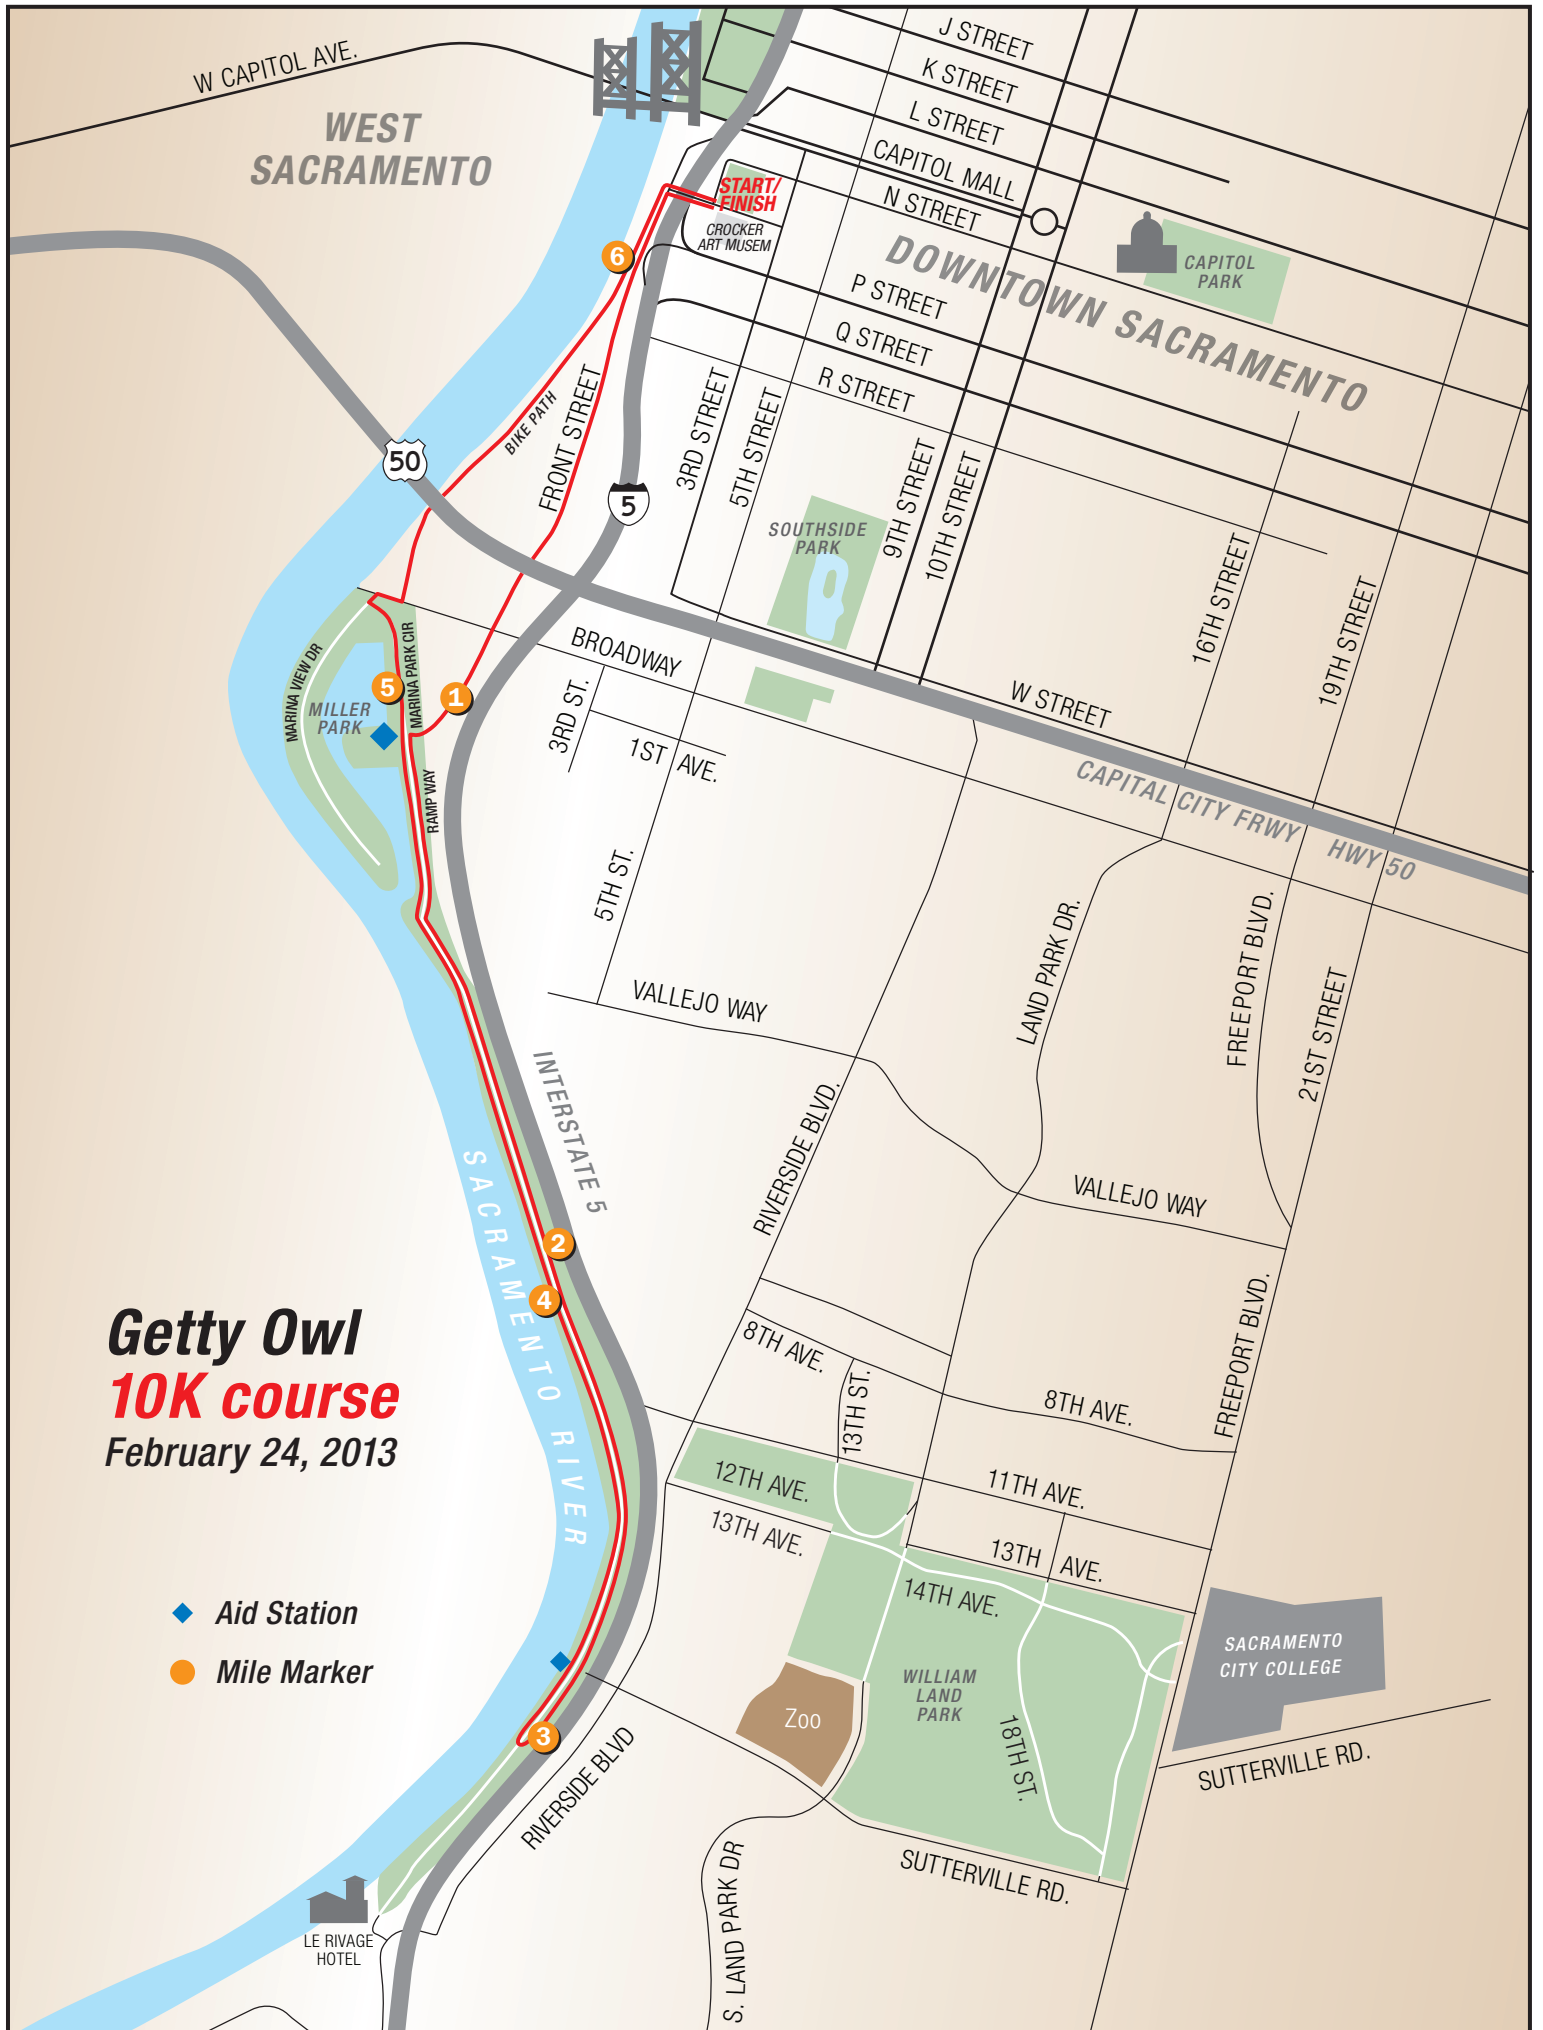 J STREET
K STREET
L STREET
CAPITOL MALL
N STREET
W CAPITOL AVE.
WEST
SACRAMENTO
START/
FINISH
CROCKER
ART MUSEM
6
DOWNTOWN SACRAMENTO
CAPITOL
PARK
P STREET
Q STREET
R STREET
BIKE PATH
FRONT STREET
3RD STREET
5TH STREET
9TH STREET
10TH STREET
50
5
SOUTHSIDE
PARK
16TH STREET
19TH STREET
BROADWAY
W STREET
MARINA VIEW DR
MARINA PARK CIR
5
1
MILLER
PARK
3RD ST.
1ST AVE.
RAMP WAY
CAPITAL CITY FRWY HWY 50
5TH ST.
LAND PARK DR.
FREEPORT BLVD.
21ST STREET
VALLEJO WAY
INTERSTATE 5
RIVERSIDE BLVD.
SACRAMENTO RIVER
VALLEJO WAY
2
4
FREEPORT BLVD.
8TH AVE.
13TH ST.
8TH AVE.
Getty Owl
10K course
February 24, 2013
12TH AVE.
11TH AVE.
13TH AVE.
13TH AVE.
14TH AVE.
Aid Station
Mile Marker
SACRAMENTO
CITY COLLEGE
WILLIAM
LAND
PARK
Zoo
18TH ST.
3
RIVERSIDE BLVD
SUTTERVILLE RD.
SUTTERVILLE RD.
S. LAND PARK DR
LE RIVAGE
HOTEL